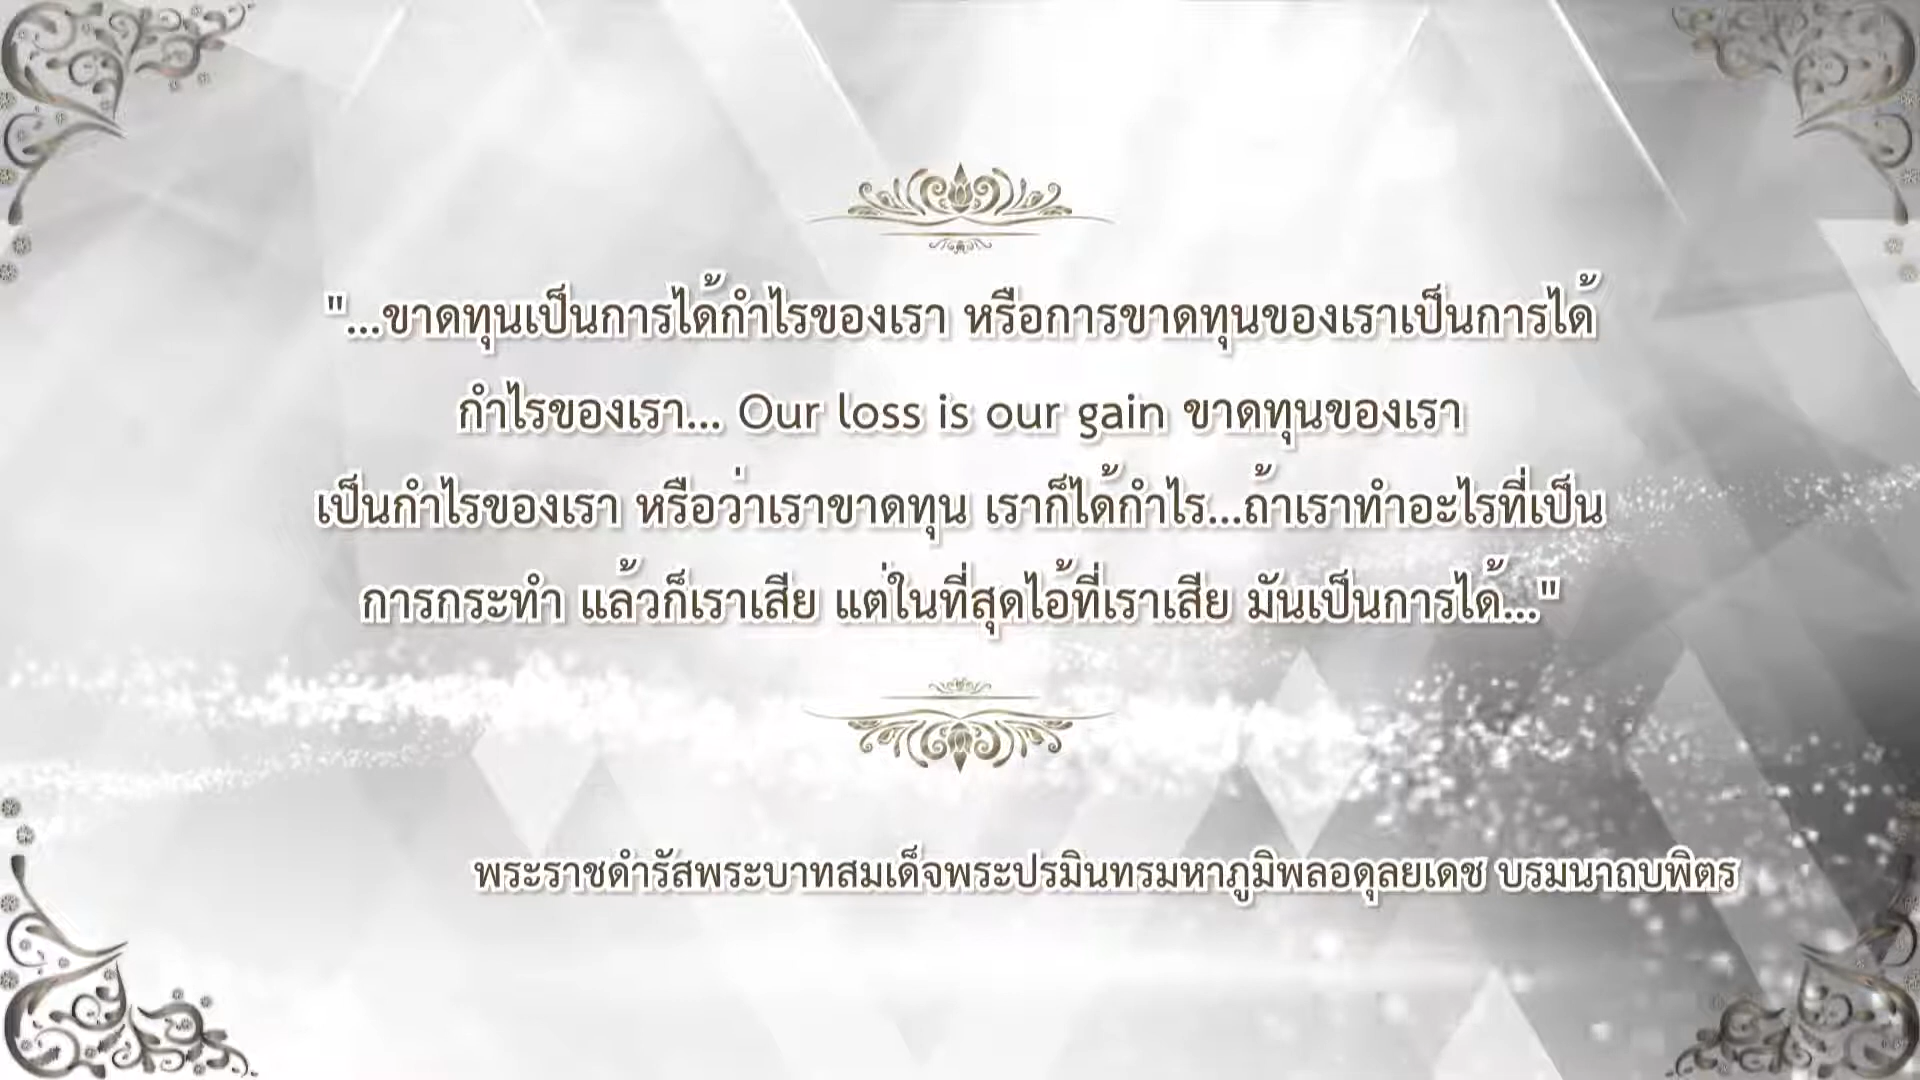 "...ขาดทุนเป็นการได้กำไรของเรา หรือการขาดทุนของเราเป็นการได้
กำไรของเรา... Our loss is our gain ขาดทุนของเรา
เป็นกำไรของเรา หรือว่าเราขาดทุน เราก็ได้กำไร...ถ้าเราทำอะไรที่เป็น
การกระทำ แล้วก็เราเสีย แต่ในที่สุดไอ้ที่เราเสีย มันเป็นการได้..."
พระราชดำรัสพระบาทสมเด็จพระปรมินทรมหาภูมิพลอดุลยเดช บรมนาถบพิตร